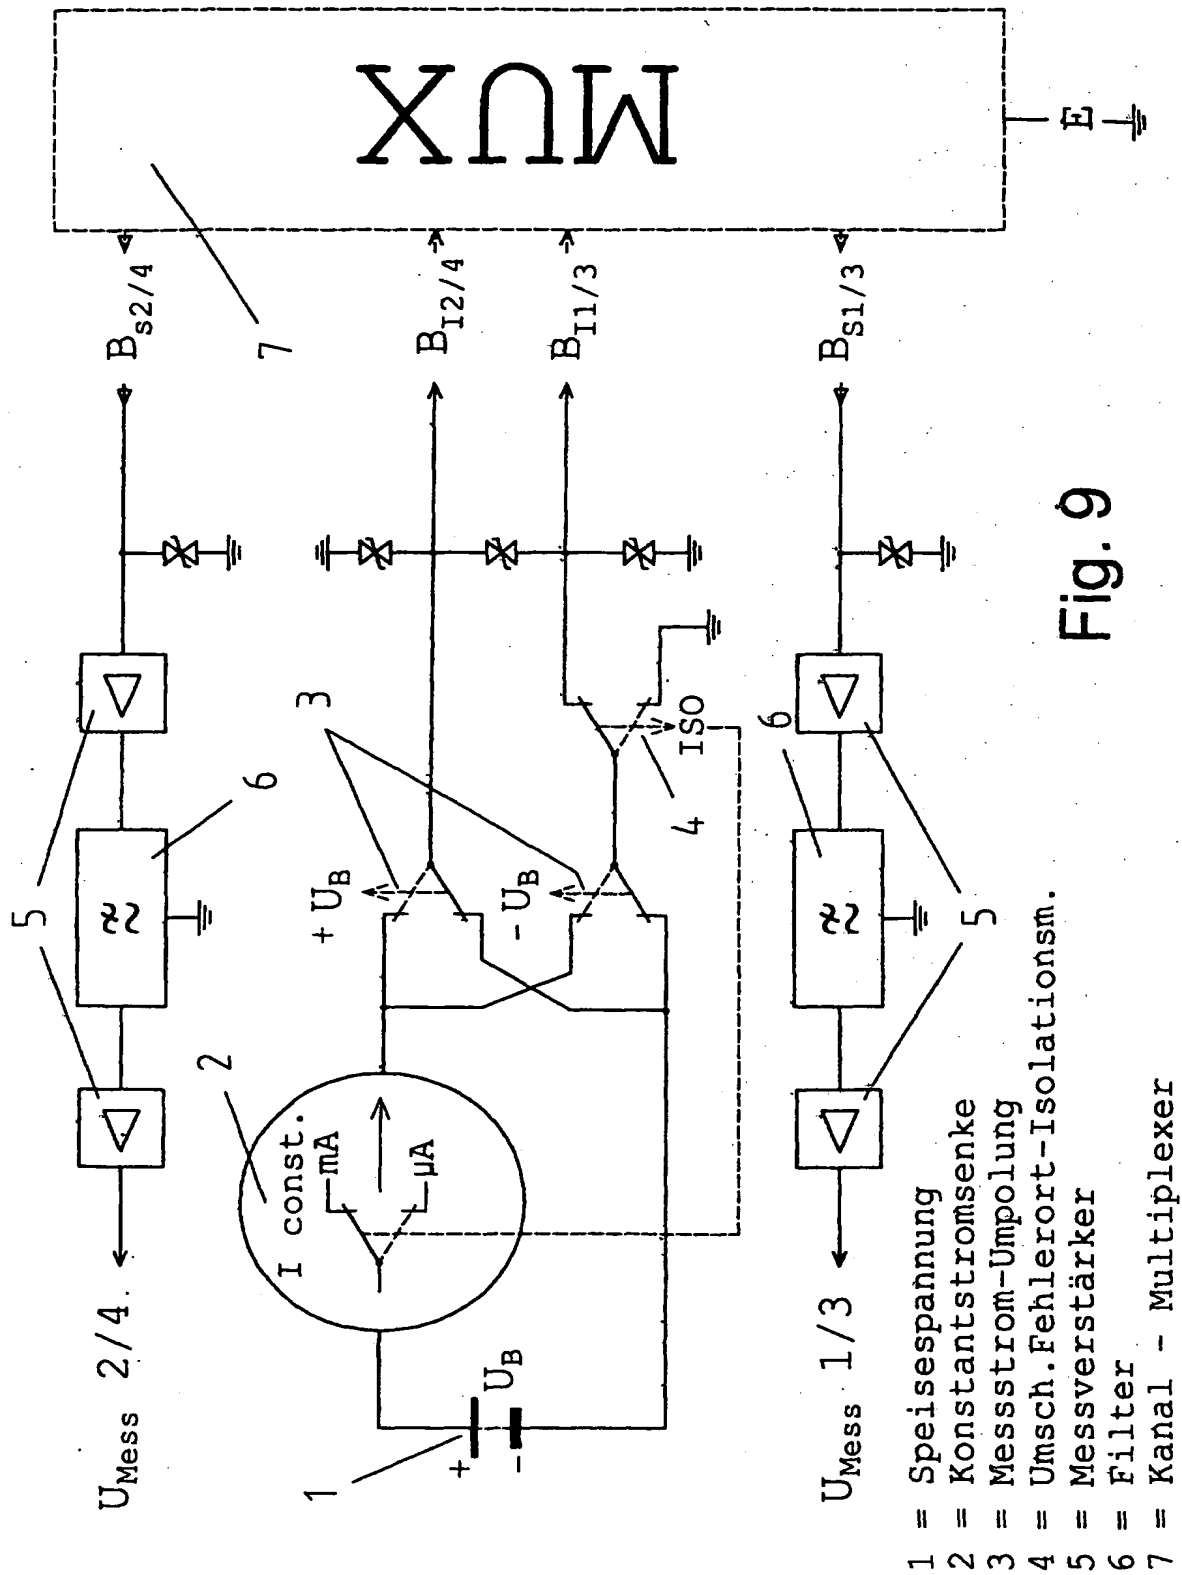 U_Mess 2/4.
5
6
B_s2/4
7
MUX
E
1
+
-
U_B
2
I const.
mA
µA
3
+U_B
-U_B
4
ISO
B_I2/4
B_I1/3
U_Mess 1/3
5
6
B_S1/3
Fig. 9
1 = Speisespannung
2 = Konstantstromsenke
3 = Messstrom-Umpolung
4 = Umsch.Fehlerort-Isolationsm.
5 = Messverstärker
6 = Filter
7 = Kanal - Multiplexer